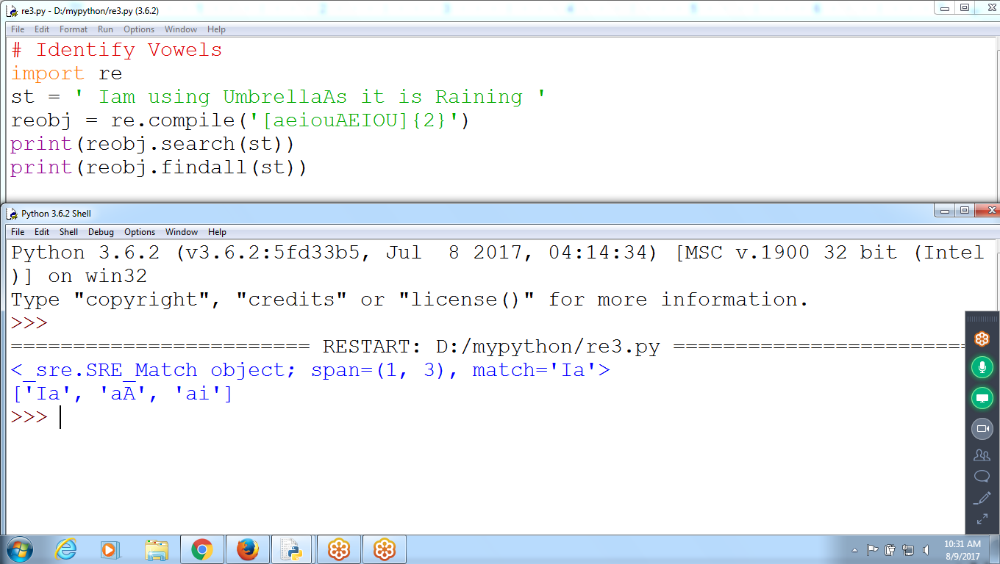 re3.py - D:/mypython/re3.py (3.6.2)
File Edit Format Run Options Window Help
# Identify Vowels
import re
st = ' Iam using UmbrellaAs it is Raining '
reobj = re.compile('[aeiouAEIOU]{2}')
print(reobj.search(st))
print(reobj.findall(st))
Python 3.6.2 Shell
File Edit Shell Debug Options Window Help
Python 3.6.2 (v3.6.2:5fd33b5, Jul  8 2017, 04:14:34) [MSC v.1900 32 bit (Intel
)] on win32
Type "copyright", "credits" or "license()" for more information.
>>>
======================== RESTART: D:/mypython/re3.py ========================
<_sre.SRE_Match object; span=(1, 3), match='Ia'>
['Ia', 'aA', 'ai']
>>>
10:31 AM
8/9/2017